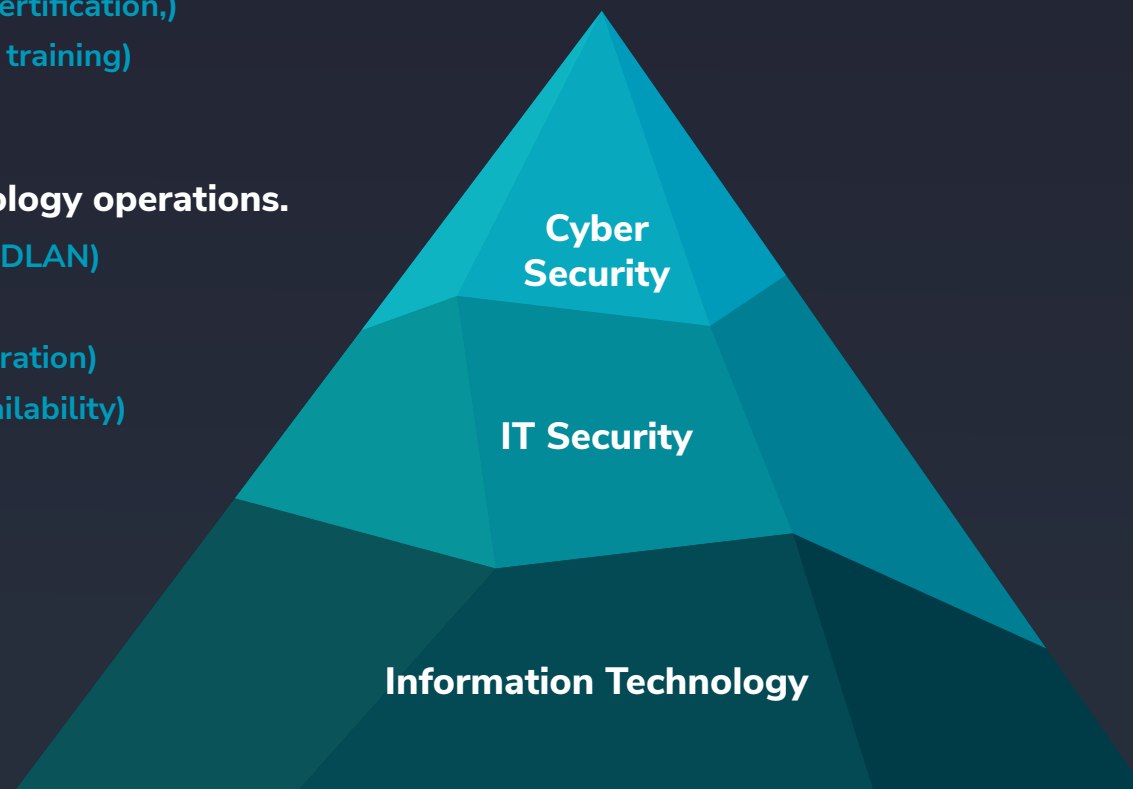 ertification,)
training)
ology operations.
DLAN)
ration)
ilability)
Cyber
Security
IT Security
Information Technology